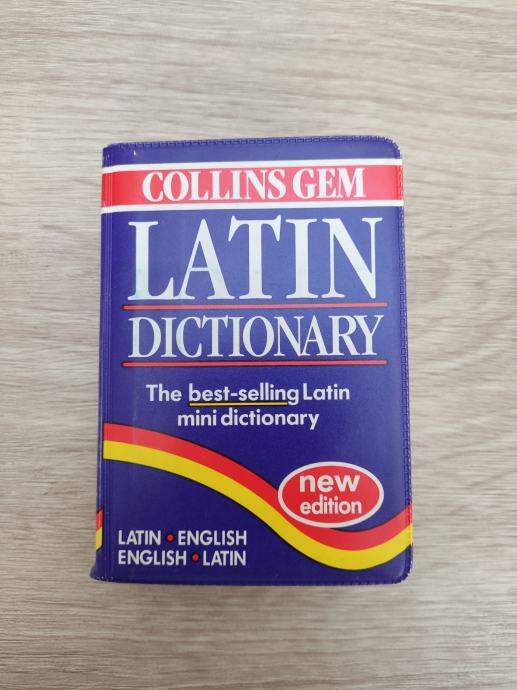 COLLINS GEM
LATIN
DICTIONARY
The best-selling Latin
mini dictionary
new
edition
LATIN • ENGLISH
ENGLISH • LATIN